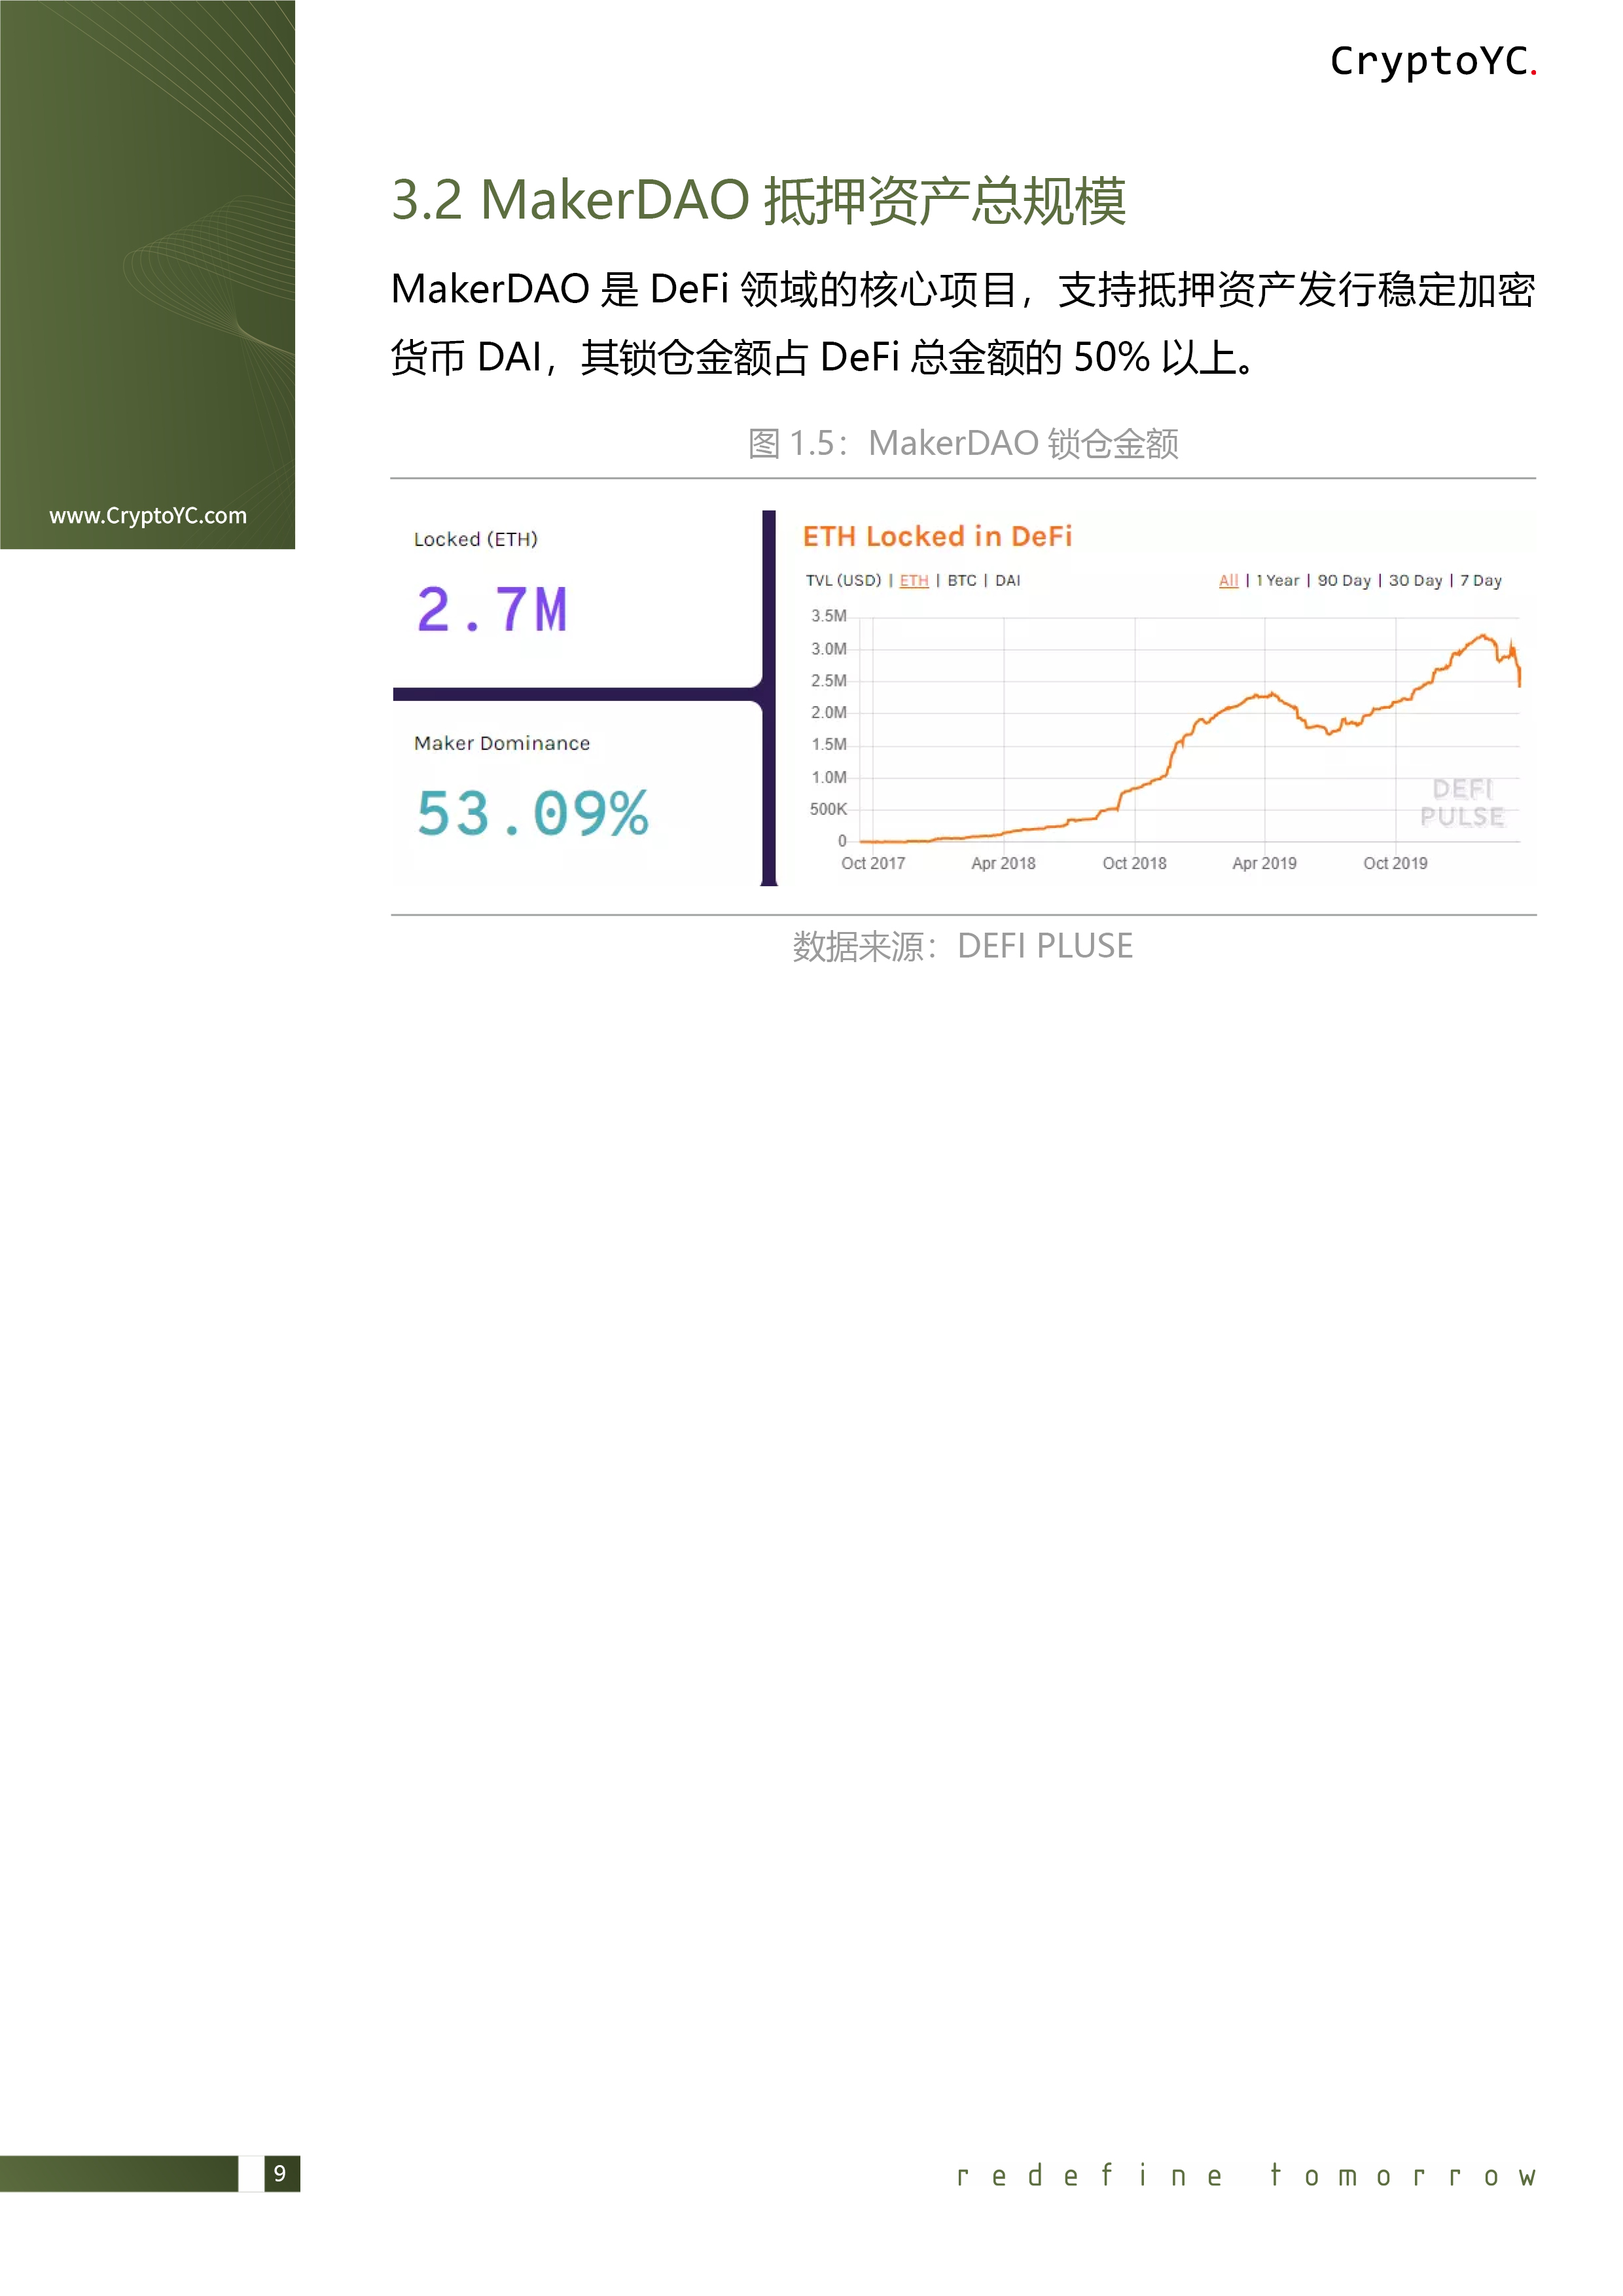 CryptoYC.
www.CryptoYC.com
3.2 MakerDAO 抵押资产总规模
MakerDAO 是 DeFi 领域的核心项目，支持抵押资产发行稳定加密
货币 DAI，其锁仓金额占 DeFi 总金额的 50% 以上。
图 1.5：MakerDAO 锁仓金额
Locked (ETH)
2.7M
Maker Dominance
53.09%
ETH Locked in DeFi
TVL (USD) | ETH | BTC | DAI
All | 1 Year | 90 Day | 30 Day | 7 Day
3.5M
3.0M
2.5M
2.0M
1.5M
1.0M
500K
0
DEFI
PULSE
Oct 2017 Apr 2018 Oct 2018 Apr 2019 Oct 2019
数据来源：DEFI PLUSE
9
redefine tomorrow